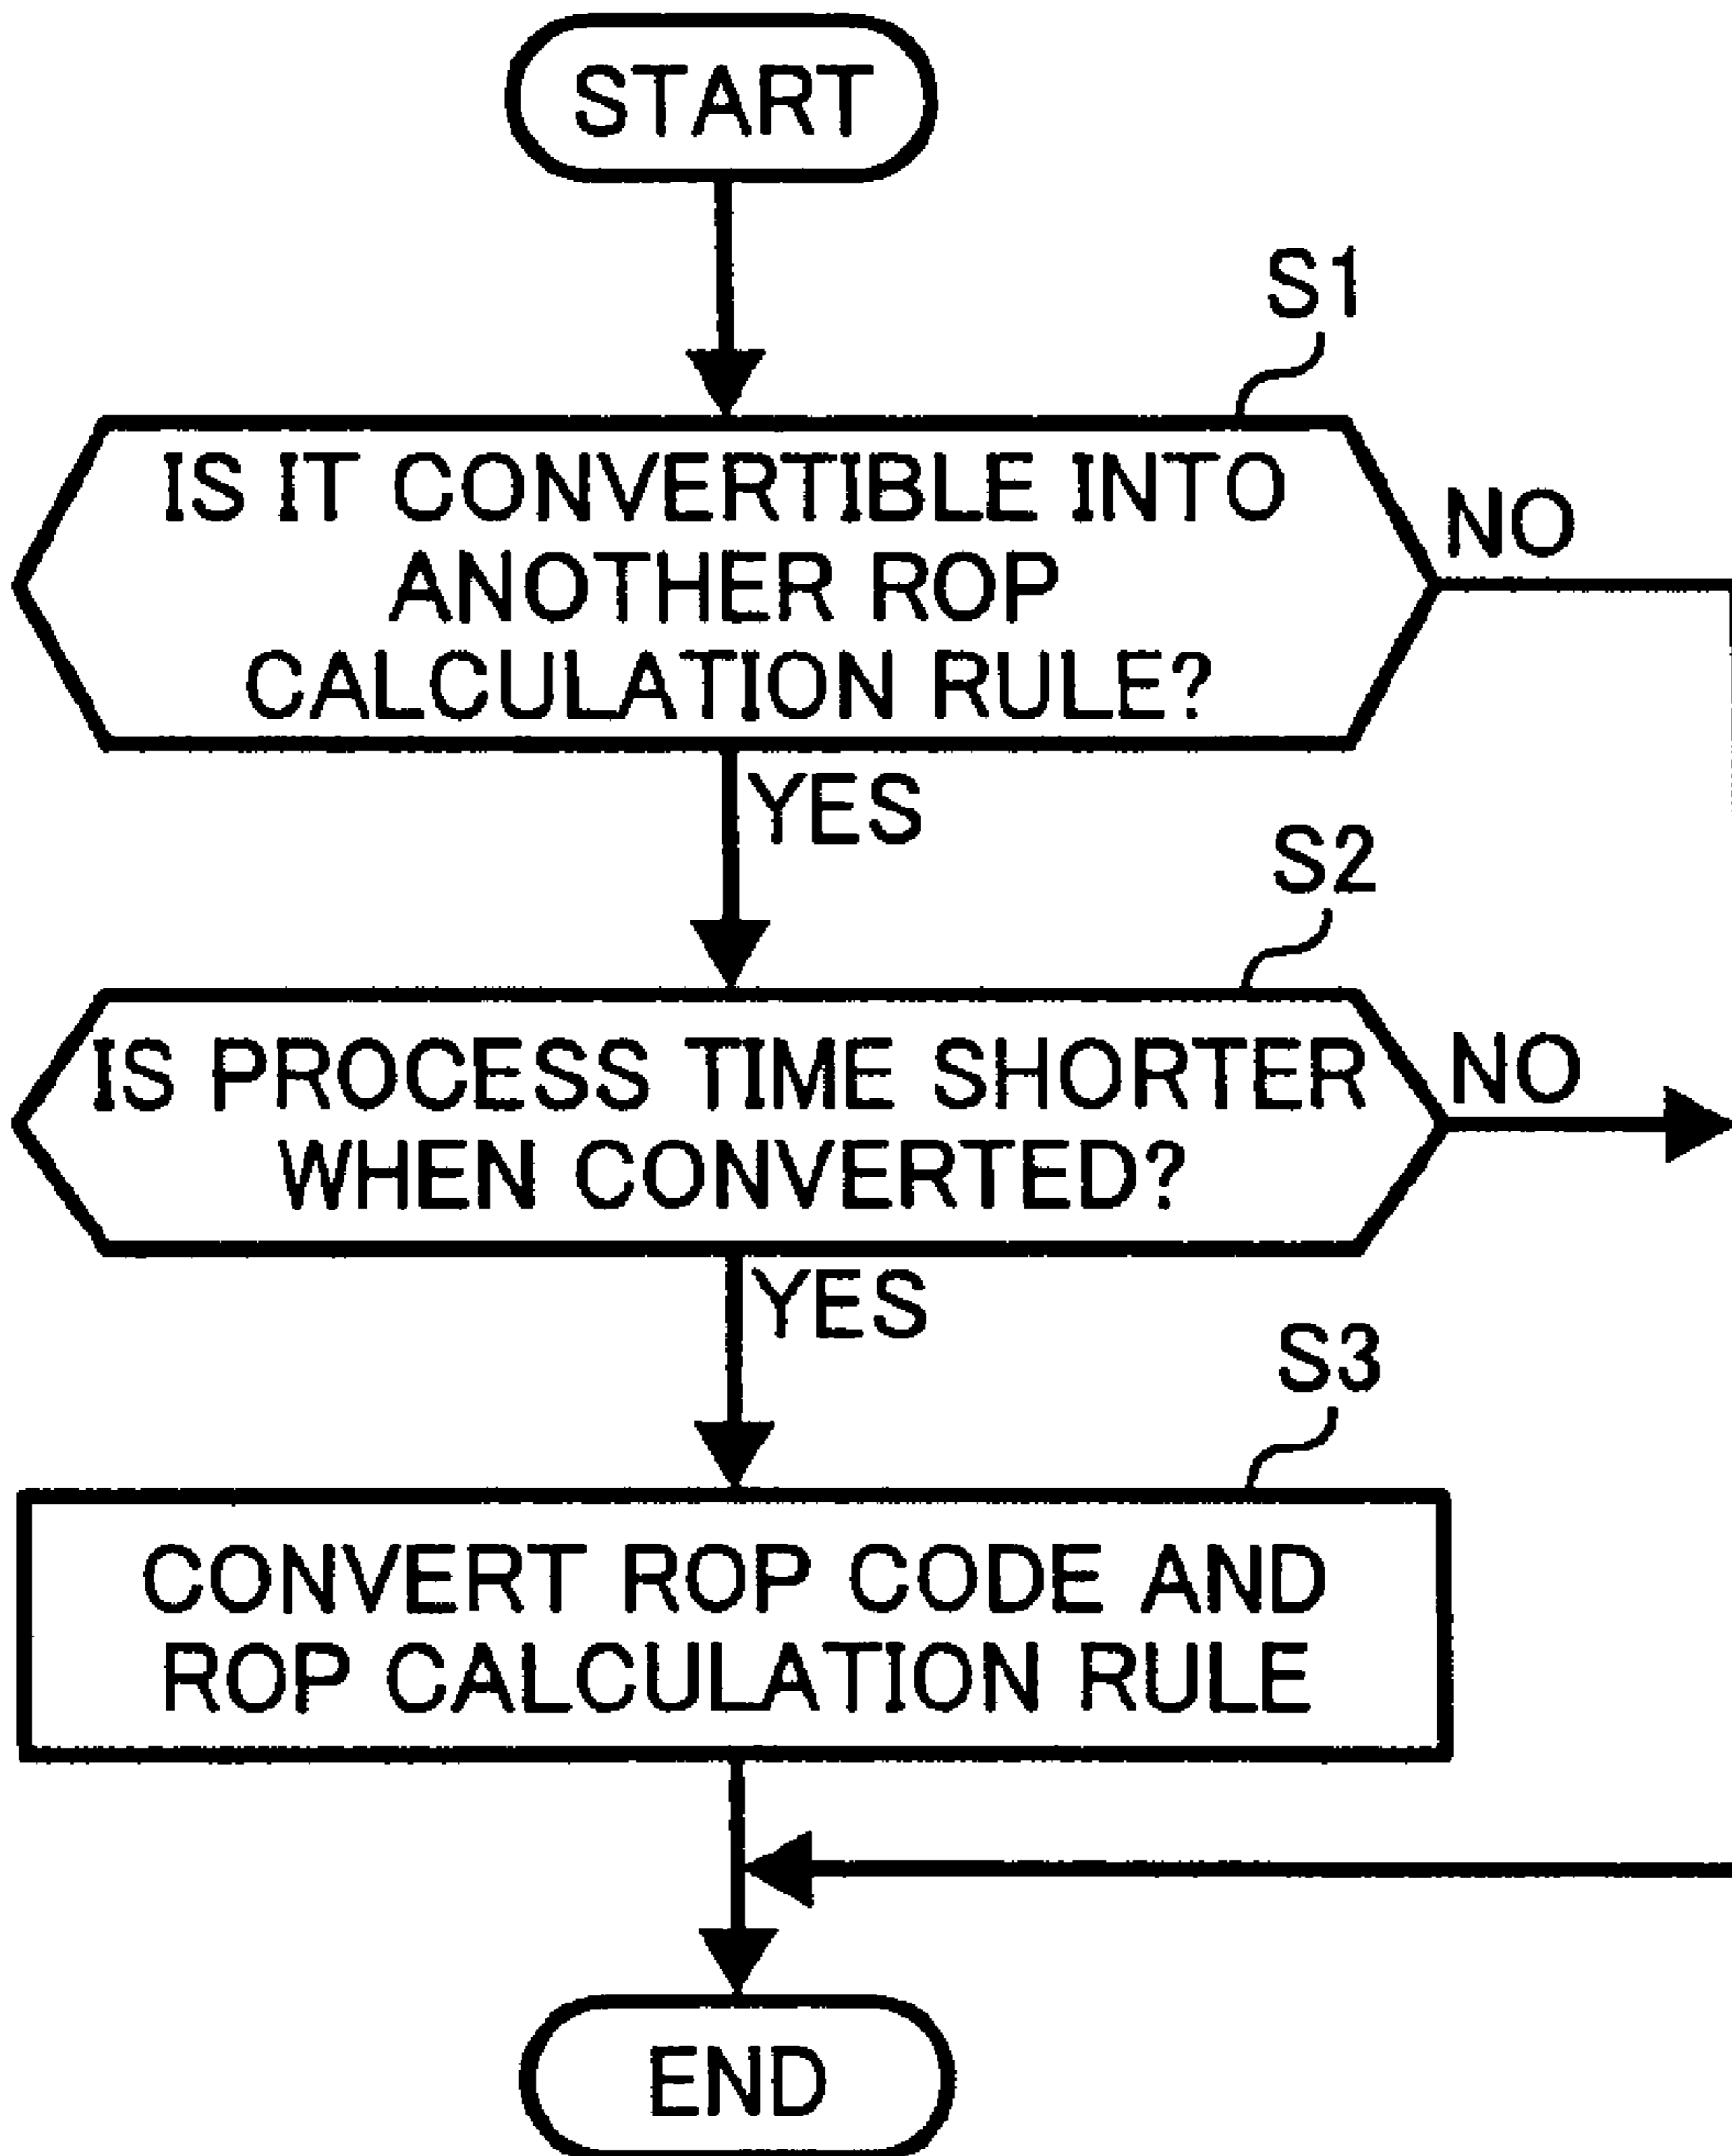 START
S1
IS IT CONVERTIBLE INTO
ANOTHER ROP
CALCULATION RULE?
NO
YES
S2
IS PROCESS TIME SHORTER
WHEN CONVERTED?
NO
YES
S3
CONVERT ROP CODE AND
ROP CALCULATION RULE
END